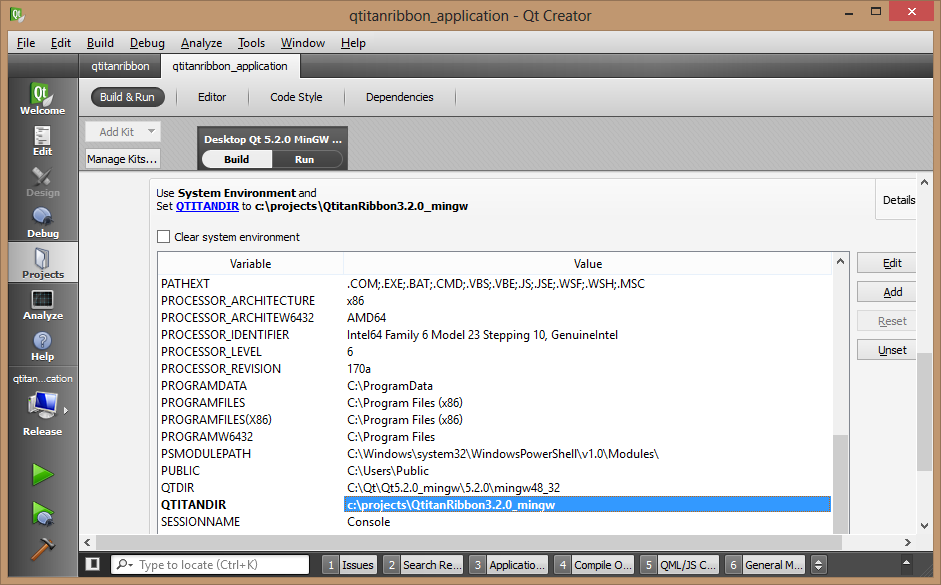 qtitanribbon_application - Qt Creator
File Edit Build Debug Analyze Tools Window Help
qtitanribbon qtitanribbon_application
Welcome
Edit
Design
Debug
Projects
Analyze
Help
qtitan...cation
Release
Build & Run Editor Code Style Dependencies
Add Kit
Manage Kits...
Desktop Qt 5.2.0 MinGW ...
Build Run
Use System Environment and
Set QTITANDIR to c:\projects\QtitanRibbon3.2.0_mingw
Details
Clear system environment
Variable Value
PATHEXT .COM;.EXE;.BAT;.CMD;.VBS;.VBE;.JS;.JSE;.WSF;.WSH;.MSC
PROCESSOR_ARCHITECTURE x86
PROCESSOR_ARCHITEW6432 AMD64
PROCESSOR_IDENTIFIER Intel64 Family 6 Model 23 Stepping 10, GenuineIntel
PROCESSOR_LEVEL 6
PROCESSOR_REVISION 170a
PROGRAMDATA C:\ProgramData
PROGRAMFILES C:\Program Files (x86)
PROGRAMFILES(X86) C:\Program Files (x86)
PROGRAMW6432 C:\Program Files
PSMODULEPATH C:\Windows\system32\WindowsPowerShell\v1.0\Modules\
PUBLIC C:\Users\Public
QTDIR C:\Qt\Qt5.2.0_mingw\5.2.0\mingw48_32
QTITANDIR c:\projects\QtitanRibbon3.2.0_mingw
SESSIONNAME Console
Edit
Add
Reset
Unset
Type to locate (Ctrl+K) 1 Issues 2 Search Re... 3 Applicatio... 4 Compile O... 5 QML/JS C... 6 General M...